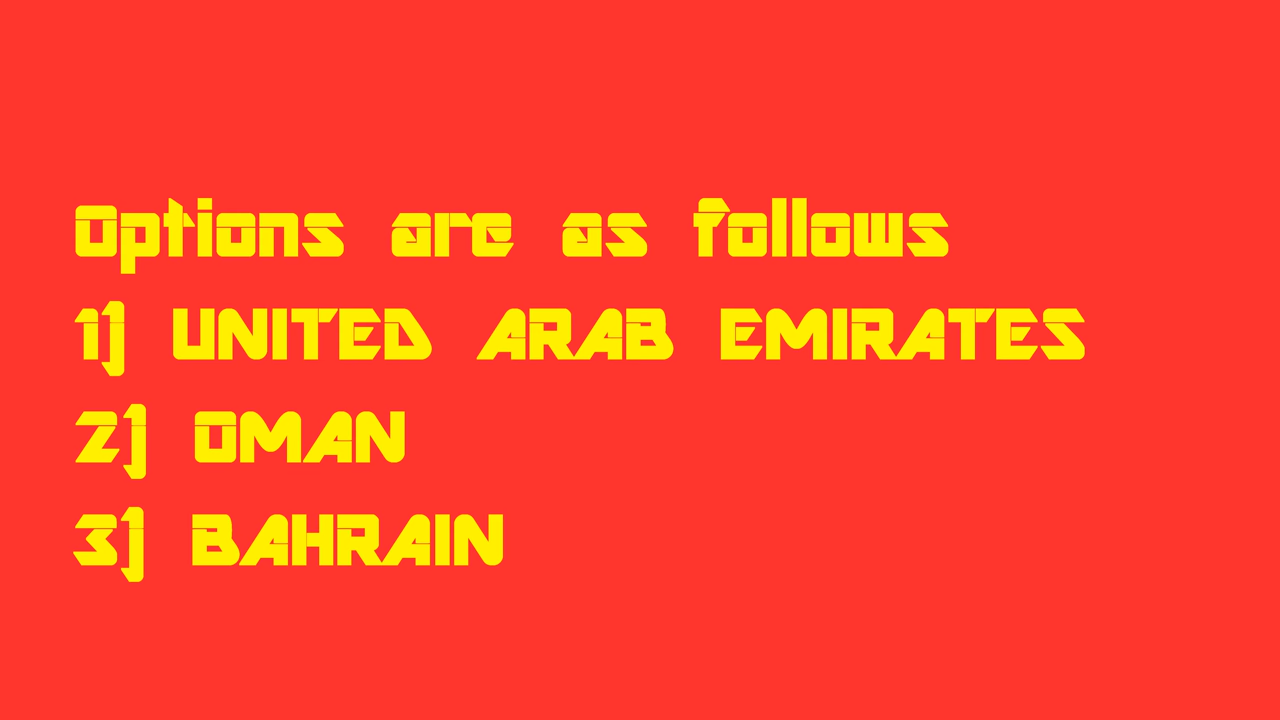 Options are as follows
1) UNITED ARAB EMIRATES
2) OMAN
3) BAHRAIN